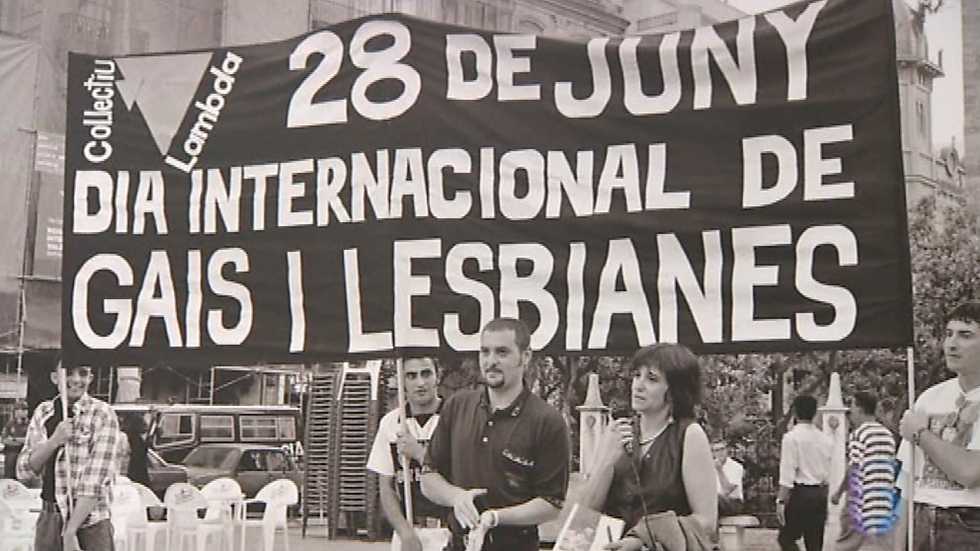 Col·lectiu
Lambda
28 DE JUNY
DIA INTERNACIONAL DE
GAIS I LESBIANES